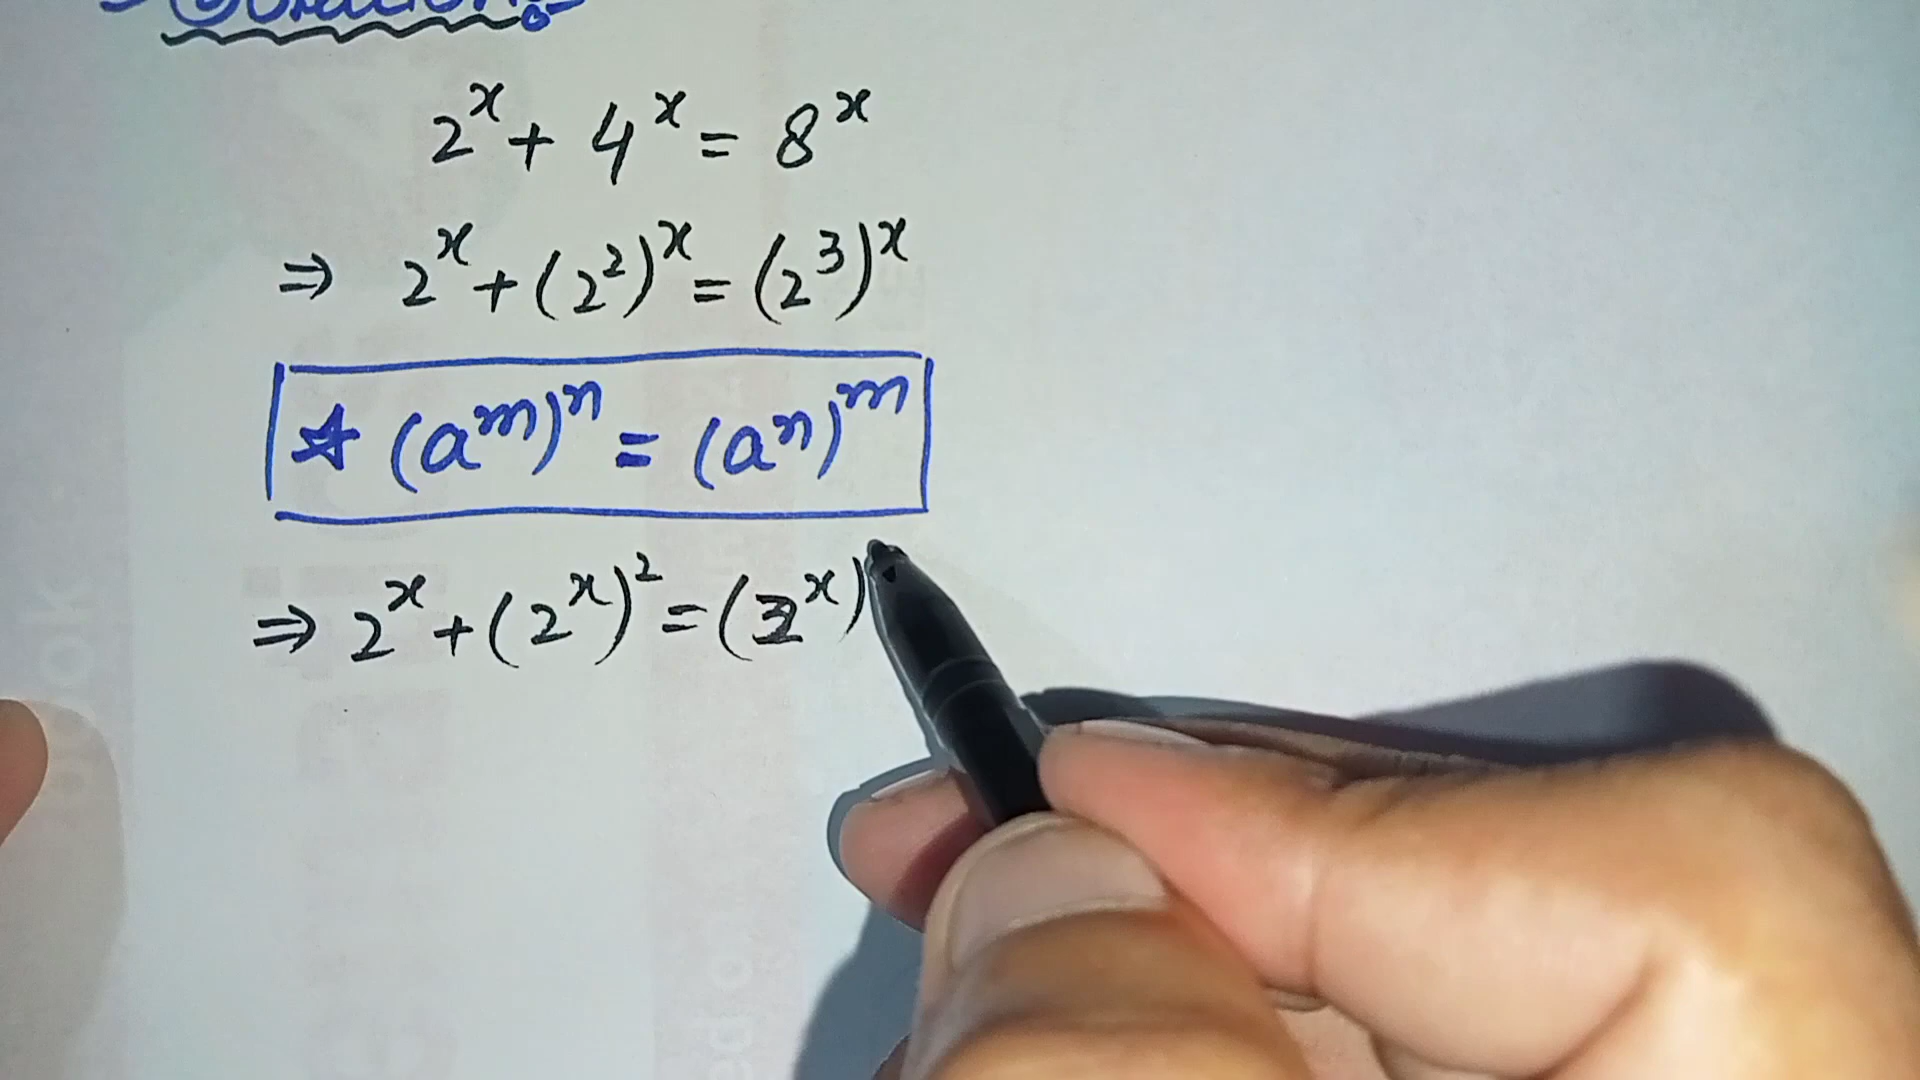 2^x + 4^x = 8^x
⇒ 2^x + (2^2)^x = (2^3)^x
☆ (a^m)^n = (a^n)^m
⇒ 2^x + (2^x)^2 = (2^x)